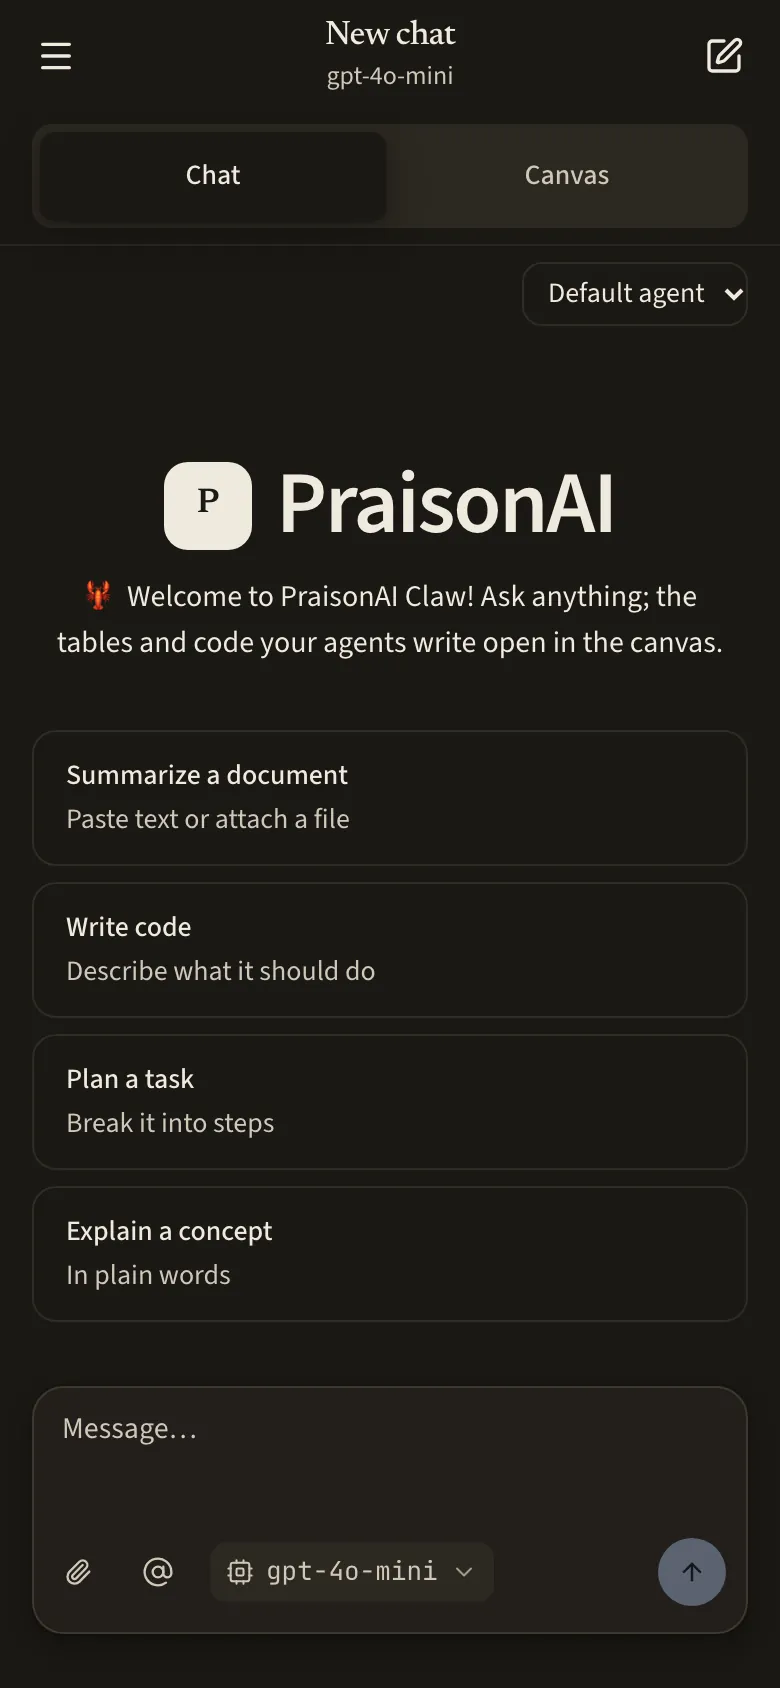 New chat
gpt-4o-mini
Chat
Canvas
Default agent
P
PraisonAI
🦞 Welcome to PraisonAI Claw! Ask anything; the
tables and code your agents write open in the canvas.
Summarize a document
Paste text or attach a file
Write code
Describe what it should do
Plan a task
Break it into steps
Explain a concept
In plain words
Message…
gpt-4o-mini